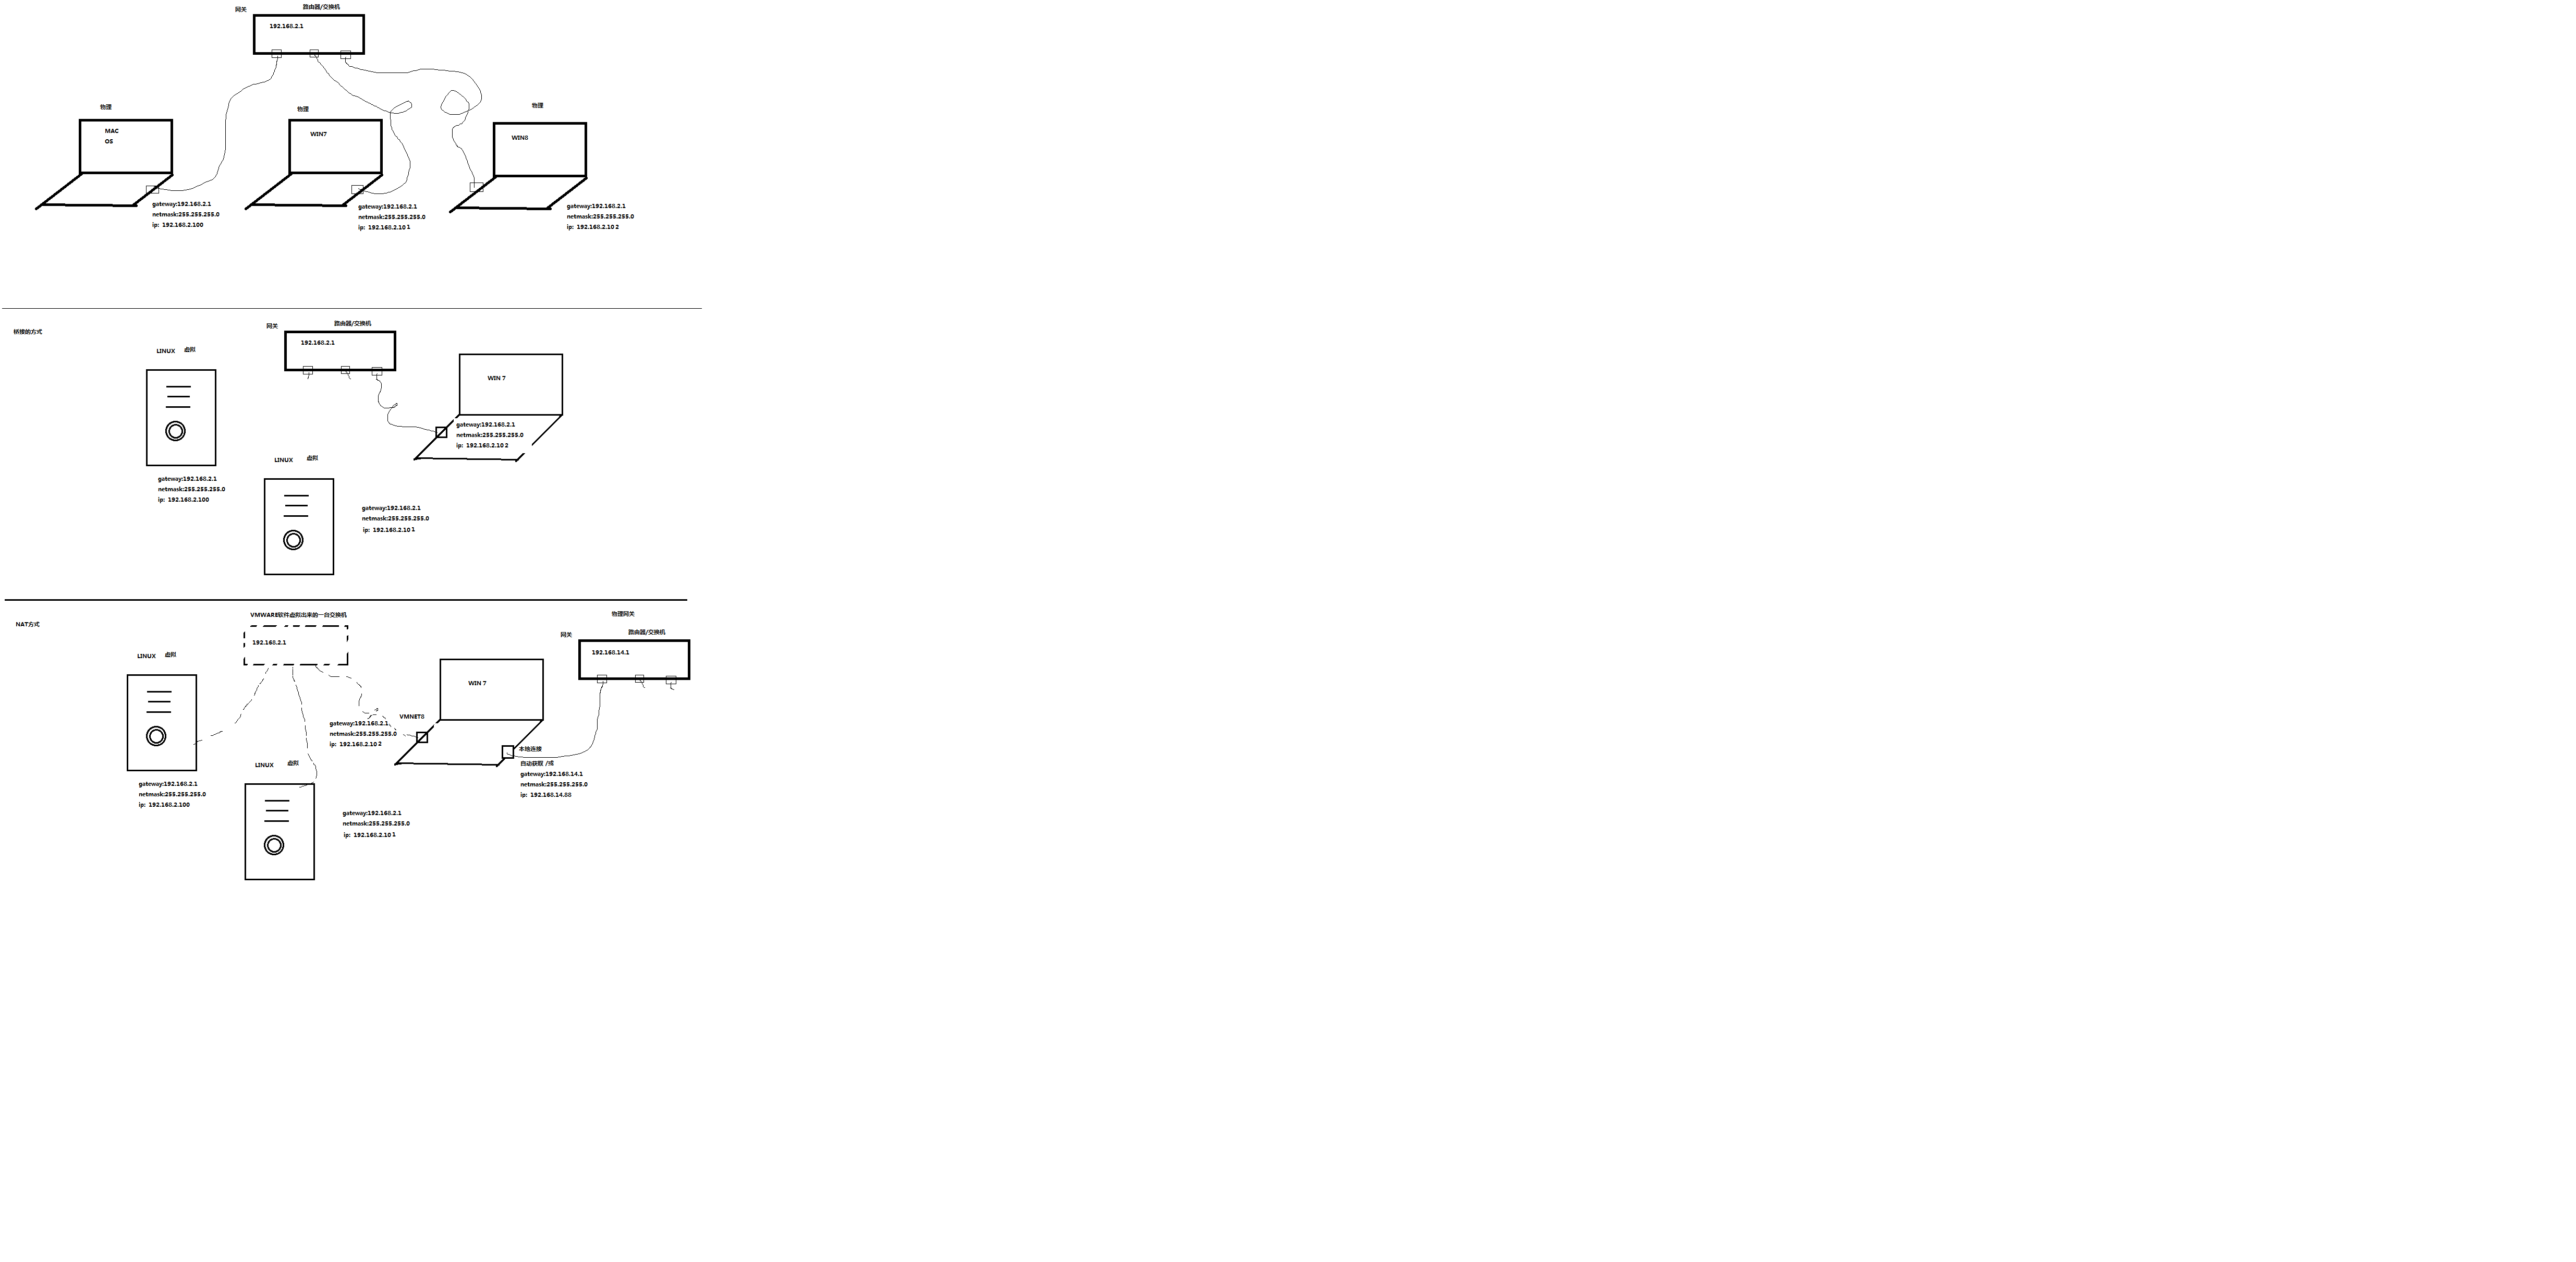 网关
路由器/交换机
192.168.2.1
物理
MAC
OS
gateway:192.168.2.1
netmask:255.255.255.0
ip: 192.168.2.100
物理
WIN7
gateway:192.168.2.1
netmask:255.255.255.0
ip: 192.168.2.101
物理
WIN8
gateway:192.168.2.1
netmask:255.255.255.0
ip: 192.168.2.102
桥接的方式
网关
路由器/交换机
192.168.2.1
LINUX 虚拟
gateway:192.168.2.1
netmask:255.255.255.0
ip: 192.168.2.100
WIN 7
gateway:192.168.2.1
netmask:255.255.255.0
ip: 192.168.2.102
LINUX 虚拟
gateway:192.168.2.1
netmask:255.255.255.0
ip: 192.168.2.101
NAT方式
VMWARE软件虚拟出来的一台交换机
192.168.2.1
物理网关
网关
路由器/交换机
192.168.14.1
LINUX 虚拟
gateway:192.168.2.1
netmask:255.255.255.0
ip: 192.168.2.100
WIN 7
VMNET8
gateway:192.168.2.1
netmask:255.255.255.0
ip: 192.168.2.102
本地连接
自动获取 /或
gateway:192.168.14.1
netmask:255.255.255.0
ip: 192.168.14.88
LINUX 虚拟
gateway:192.168.2.1
netmask:255.255.255.0
ip: 192.168.2.101